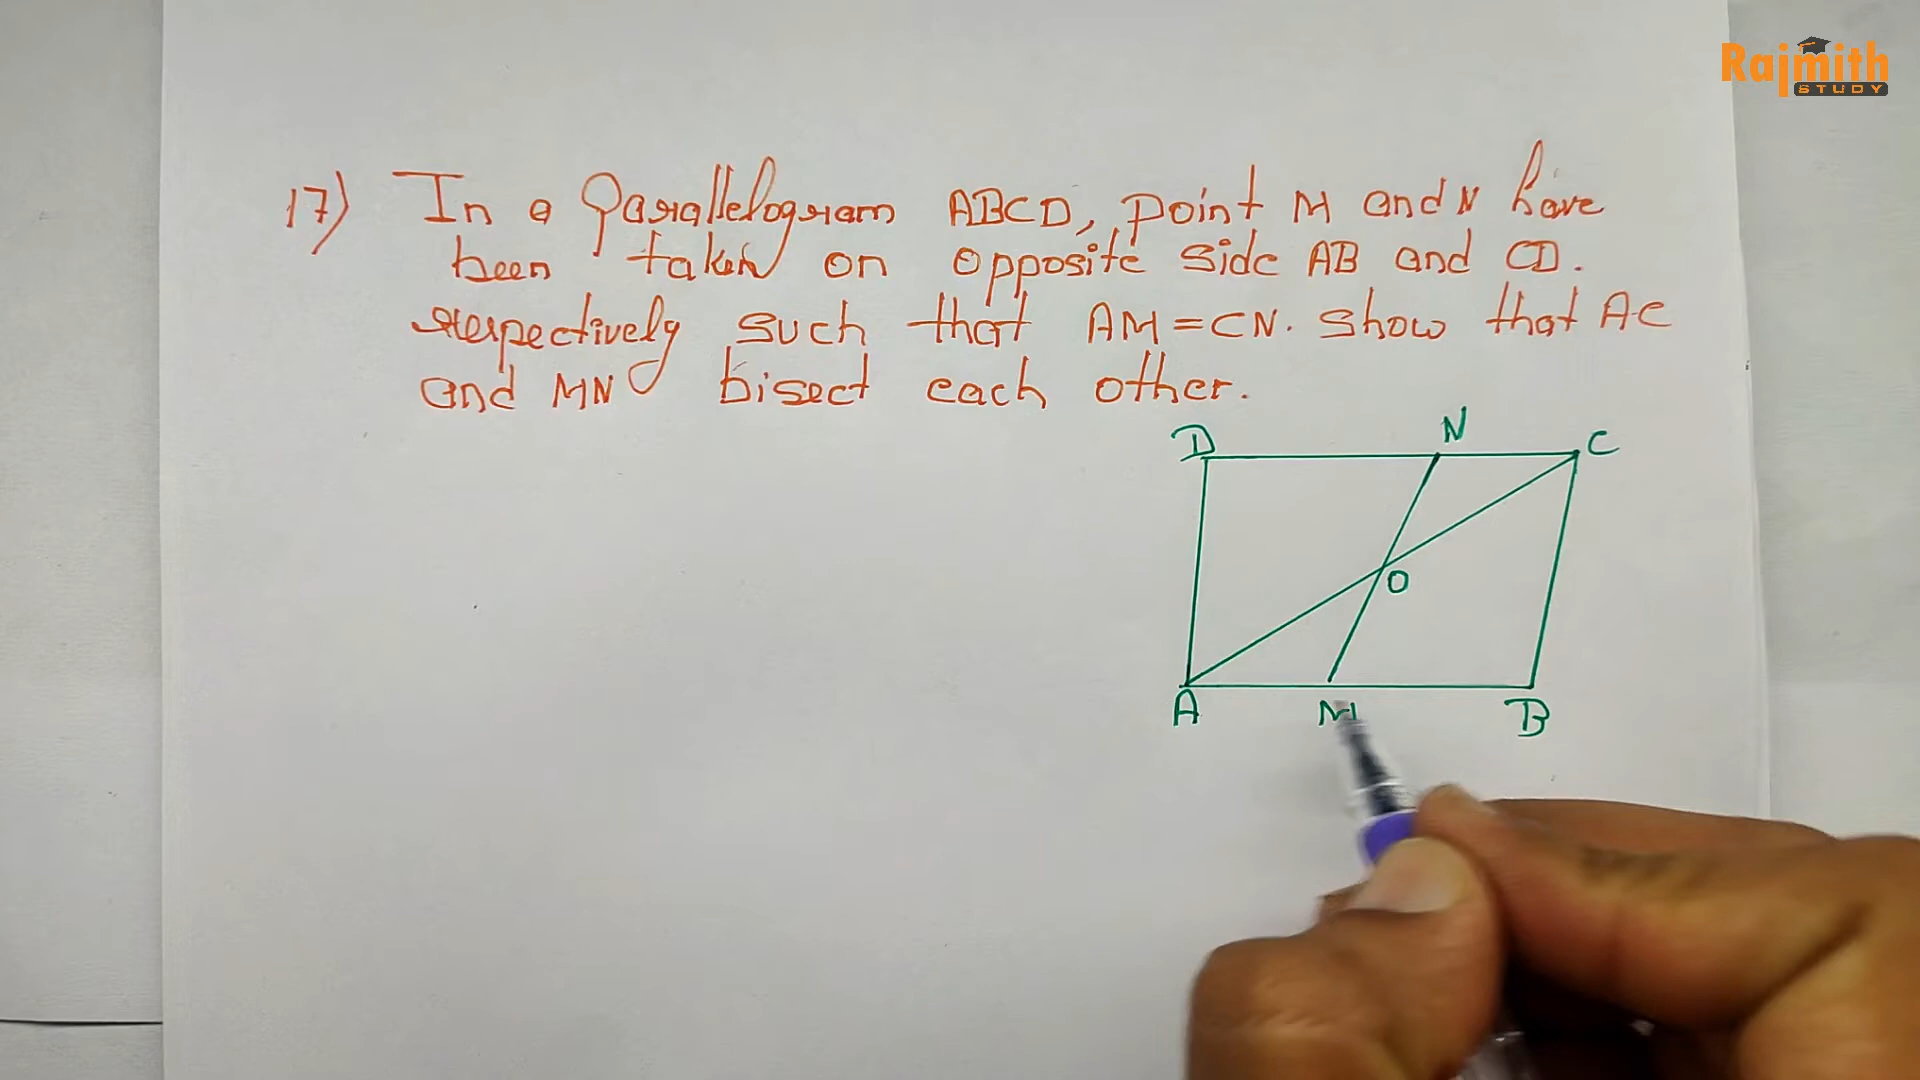 Rajmith
STUDY
17) In a Parallelogram ABCD, point M and N have
been taken on opposite side AB and CD.
respectively such that AM = CN. Show that AC
and MN bisect each other.
D N C
O
A M B